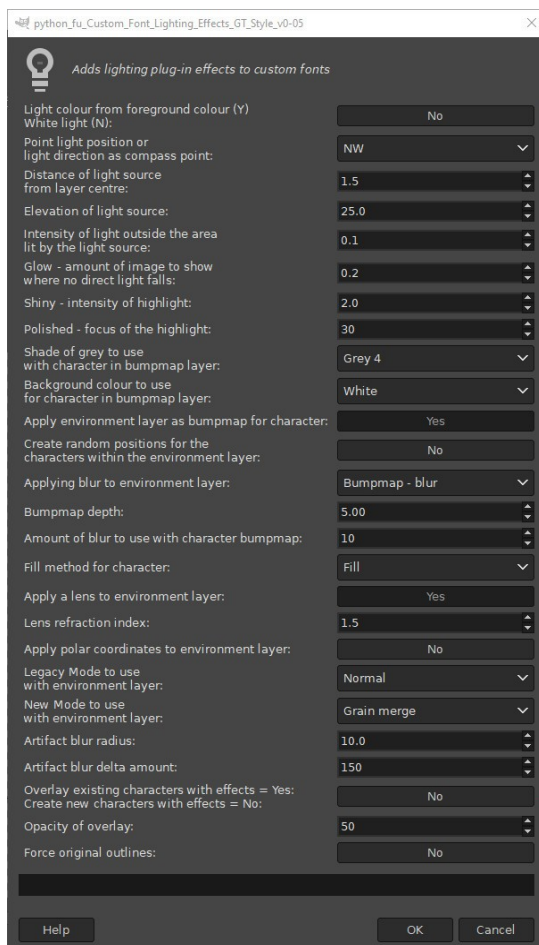 python_fu_Custom_Font_Lighting_Effects_GT_Style_v0-05
Adds lighting plug-in effects to custom fonts
Light colour from foreground colour (Y)
White light (N):
No
Point light position or
light direction as compass point:
NW
Distance of light source
from layer centre:
1.5
Elevation of light source:
25.0
Intensity of light outside the area
lit by the light source:
0.1
Glow - amount of image to show
where no direct light falls:
0.2
Shiny - intensity of highlight:
2.0
Polished - focus of the highlight:
30
Shade of grey to use
with character in bumpmap layer:
Grey 4
Background colour to use
for character in bumpmap layer:
White
Apply environment layer as bumpmap for character:
Yes
Create random positions for the
characters within the environment layer:
No
Applying blur to environment layer:
Bumpmap - blur
Bumpmap depth:
5.00
Amount of blur to use with character bumpmap:
10
Fill method for character:
Fill
Apply a lens to environment layer:
Yes
Lens refraction index:
1.5
Apply polar coordinates to environment layer:
No
Legacy Mode to use
with environment layer:
Normal
New Mode to use
with environment layer:
Grain merge
Artifact blur radius:
10.0
Artifact blur delta amount:
150
Overlay existing characters with effects = Yes:
Create new characters with effects = No:
No
Opacity of overlay:
50
Force original outlines:
No
Help
OK
Cancel